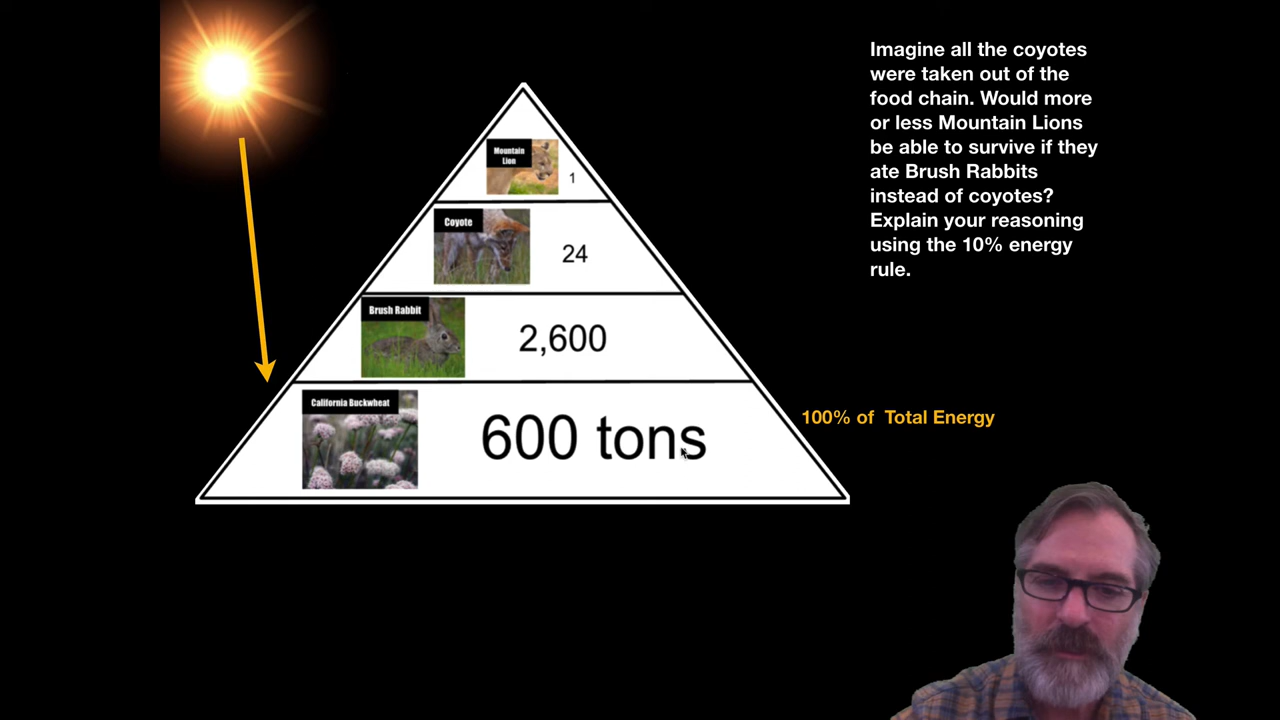 Imagine all the coyotes
were taken out of the
food chain. Would more
or less Mountain Lions
be able to survive if they
ate Brush Rabbits
instead of coyotes?
Explain your reasoning
using the 10% energy
rule.
Mountain
Lion
1
Coyote
24
Brush Rabbit
2,600
California Buckwheat
600 tons
100% of Total Energy